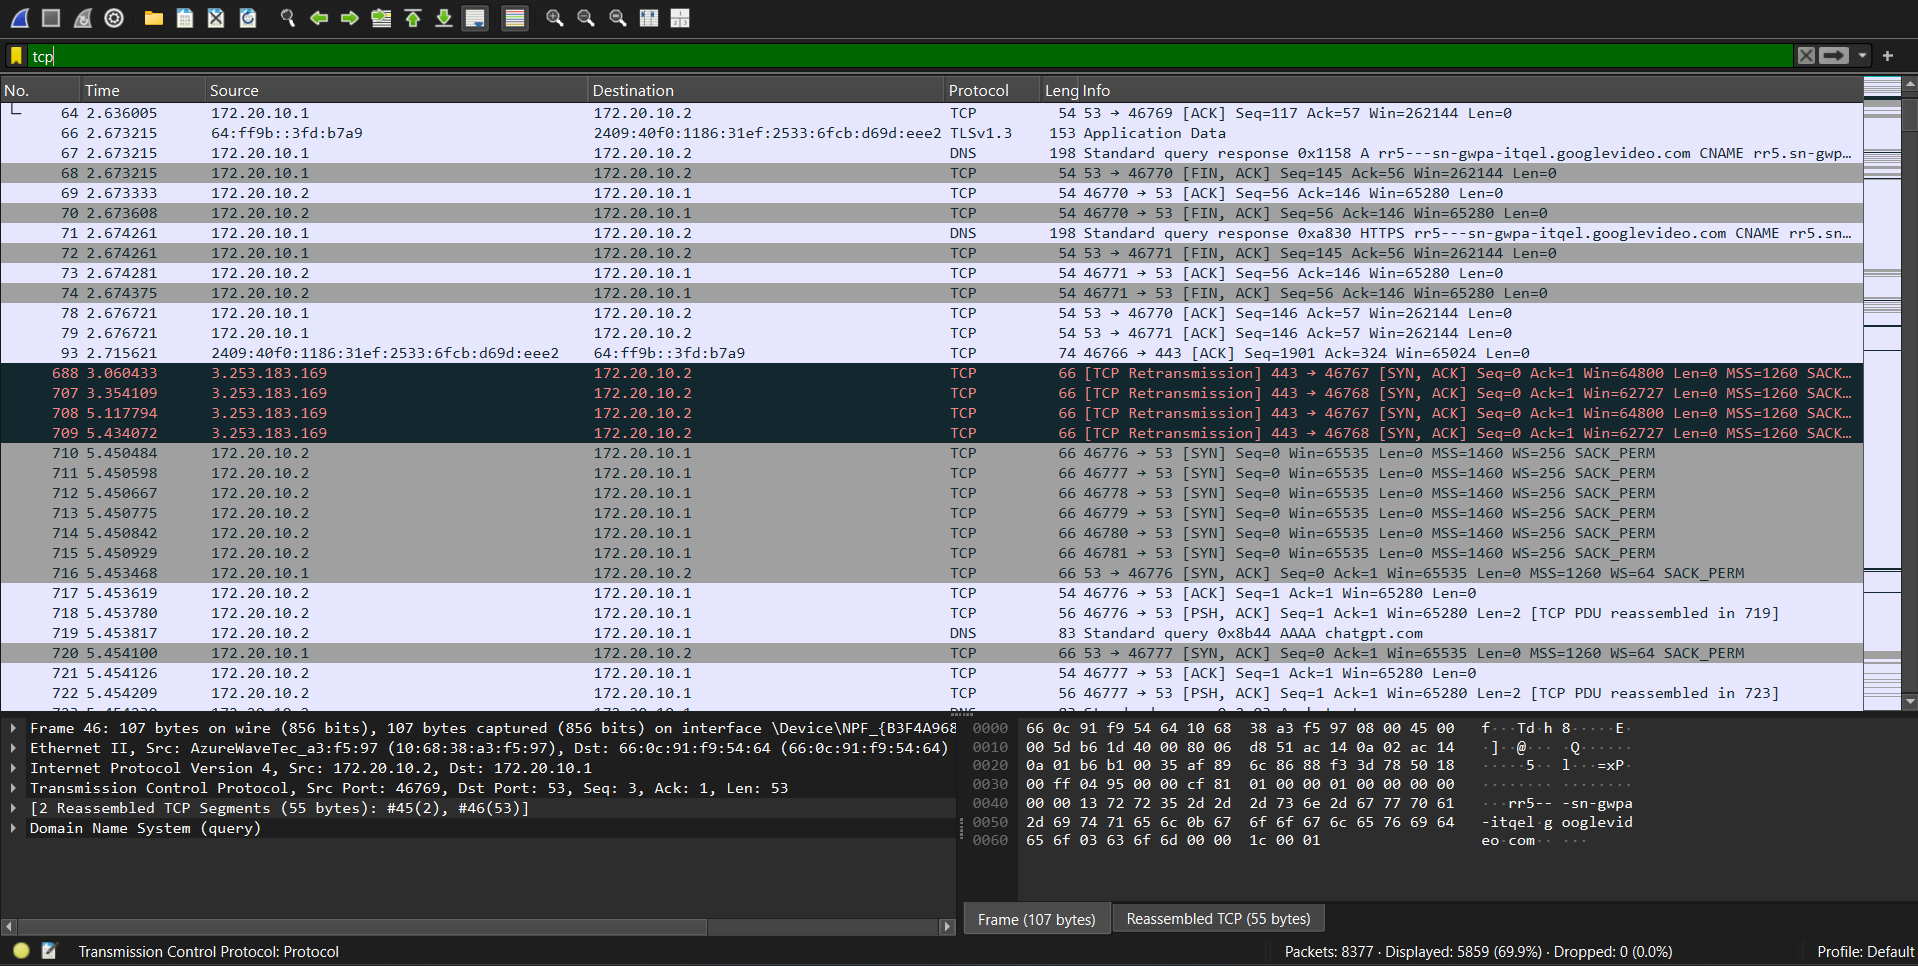 tcp
No. Time Source Destination Protocol Leng Info
64 2.636005 172.20.10.1 172.20.10.2 TCP 54 53 → 46769 [ACK] Seq=117 Ack=57 Win=262144 Len=0
66 2.673215 64:ff9b::3fd:b7a9 2409:40f0:1186:31ef:2533:6fcb:d69d:eee2 TLSv1.3 153 Application Data
67 2.673215 172.20.10.1 172.20.10.2 DNS 198 Standard query response 0x1158 A rr5---sn-gwpa-itqel.googlevideo.com CNAME rr5.sn-gwp…
68 2.673215 172.20.10.1 172.20.10.2 TCP 54 53 → 46770 [FIN, ACK] Seq=145 Ack=56 Win=262144 Len=0
69 2.673333 172.20.10.2 172.20.10.1 TCP 54 46770 → 53 [ACK] Seq=56 Ack=146 Win=65280 Len=0
70 2.673608 172.20.10.2 172.20.10.1 TCP 54 46770 → 53 [FIN, ACK] Seq=56 Ack=146 Win=65280 Len=0
71 2.674261 172.20.10.1 172.20.10.2 DNS 198 Standard query response 0xa830 HTTPS rr5---sn-gwpa-itqel.googlevideo.com CNAME rr5.sn…
72 2.674261 172.20.10.1 172.20.10.2 TCP 54 53 → 46771 [FIN, ACK] Seq=145 Ack=56 Win=262144 Len=0
73 2.674281 172.20.10.2 172.20.10.1 TCP 54 46771 → 53 [ACK] Seq=56 Ack=146 Win=65280 Len=0
74 2.674375 172.20.10.2 172.20.10.1 TCP 54 46771 → 53 [FIN, ACK] Seq=56 Ack=146 Win=65280 Len=0
78 2.676721 172.20.10.1 172.20.10.2 TCP 54 53 → 46770 [ACK] Seq=146 Ack=57 Win=262144 Len=0
79 2.676721 172.20.10.1 172.20.10.2 TCP 54 53 → 46771 [ACK] Seq=146 Ack=57 Win=262144 Len=0
93 2.715621 2409:40f0:1186:31ef:2533:6fcb:d69d:eee2 64:ff9b::3fd:b7a9 TCP 74 46766 → 443 [ACK] Seq=1901 Ack=324 Win=65024 Len=0
688 3.060433 3.253.183.169 172.20.10.2 TCP 66 [TCP Retransmission] 443 → 46767 [SYN, ACK] Seq=0 Ack=1 Win=64800 Len=0 MSS=1260 SACK…
707 3.354109 3.253.183.169 172.20.10.2 TCP 66 [TCP Retransmission] 443 → 46768 [SYN, ACK] Seq=0 Ack=1 Win=62727 Len=0 MSS=1260 SACK…
708 5.117794 3.253.183.169 172.20.10.2 TCP 66 [TCP Retransmission] 443 → 46767 [SYN, ACK] Seq=0 Ack=1 Win=64800 Len=0 MSS=1260 SACK…
709 5.434072 3.253.183.169 172.20.10.2 TCP 66 [TCP Retransmission] 443 → 46768 [SYN, ACK] Seq=0 Ack=1 Win=62727 Len=0 MSS=1260 SACK…
710 5.450484 172.20.10.2 172.20.10.1 TCP 66 46776 → 53 [SYN] Seq=0 Win=65535 Len=0 MSS=1460 WS=256 SACK_PERM
711 5.450598 172.20.10.2 172.20.10.1 TCP 66 46777 → 53 [SYN] Seq=0 Win=65535 Len=0 MSS=1460 WS=256 SACK_PERM
712 5.450667 172.20.10.2 172.20.10.1 TCP 66 46778 → 53 [SYN] Seq=0 Win=65535 Len=0 MSS=1460 WS=256 SACK_PERM
713 5.450775 172.20.10.2 172.20.10.1 TCP 66 46779 → 53 [SYN] Seq=0 Win=65535 Len=0 MSS=1460 WS=256 SACK_PERM
714 5.450842 172.20.10.2 172.20.10.1 TCP 66 46780 → 53 [SYN] Seq=0 Win=65535 Len=0 MSS=1460 WS=256 SACK_PERM
715 5.450929 172.20.10.2 172.20.10.1 TCP 66 46781 → 53 [SYN] Seq=0 Win=65535 Len=0 MSS=1460 WS=256 SACK_PERM
716 5.453468 172.20.10.1 172.20.10.2 TCP 66 53 → 46776 [SYN, ACK] Seq=0 Ack=1 Win=65535 Len=0 MSS=1260 WS=64 SACK_PERM
717 5.453619 172.20.10.2 172.20.10.1 TCP 54 46776 → 53 [ACK] Seq=1 Ack=1 Win=65280 Len=0
718 5.453780 172.20.10.2 172.20.10.1 TCP 56 46776 → 53 [PSH, ACK] Seq=1 Ack=1 Win=65280 Len=2 [TCP PDU reassembled in 719]
719 5.453817 172.20.10.2 172.20.10.1 DNS 83 Standard query 0x8b44 AAAA chatgpt.com
720 5.454100 172.20.10.1 172.20.10.2 TCP 66 53 → 46777 [SYN, ACK] Seq=0 Ack=1 Win=65535 Len=0 MSS=1260 WS=64 SACK_PERM
721 5.454126 172.20.10.2 172.20.10.1 TCP 54 46777 → 53 [ACK] Seq=1 Ack=1 Win=65280 Len=0
722 5.454209 172.20.10.2 172.20.10.1 TCP 56 46777 → 53 [PSH, ACK] Seq=1 Ack=1 Win=65280 Len=2 [TCP PDU reassembled in 723]
Frame 46: 107 bytes on wire (856 bits), 107 bytes captured (856 bits) on interface \Device\NPF_{B3F4A968
Ethernet II, Src: AzureWaveTec_a3:f5:97 (10:68:38:a3:f5:97), Dst: 66:0c:91:f9:54:64 (66:0c:91:f9:54:64)
Internet Protocol Version 4, Src: 172.20.10.2, Dst: 172.20.10.1
Transmission Control Protocol, Src Port: 46769, Dst Port: 53, Seq: 3, Ack: 1, Len: 53
[2 Reassembled TCP Segments (55 bytes): #45(2), #46(53)]
Domain Name System (query)
0000 66 0c 91 f9 54 64 10 68 38 a3 f5 97 08 00 45 00 f···Td·h 8·····E·
0010 00 5d b6 1d 40 00 80 06 d8 51 ac 14 0a 02 ac 14 ·]··@··· ·Q······
0020 0a 01 b6 b1 00 35 af 89 6c 86 88 f3 3d 78 50 18 ·····5·· l···=xP·
0030 00 ff 04 95 00 00 cf 81 01 00 00 01 00 00 00 00 ········ ········
0040 00 00 13 72 72 35 2d 2d 2d 73 6e 2d 67 77 70 61 ···rr5-- -sn-gwpa
0050 2d 69 74 71 65 6c 0b 67 6f 6f 67 6c 65 76 69 64 -itqel·g ooglevid
0060 65 6f 03 63 6f 6d 00 00 1c 00 01 eo·com·· ···
Frame (107 bytes) Reassembled TCP (55 bytes)
Transmission Control Protocol: Protocol Packets: 8377 · Displayed: 5859 (69.9%) · Dropped: 0 (0.0%) Profile: Default